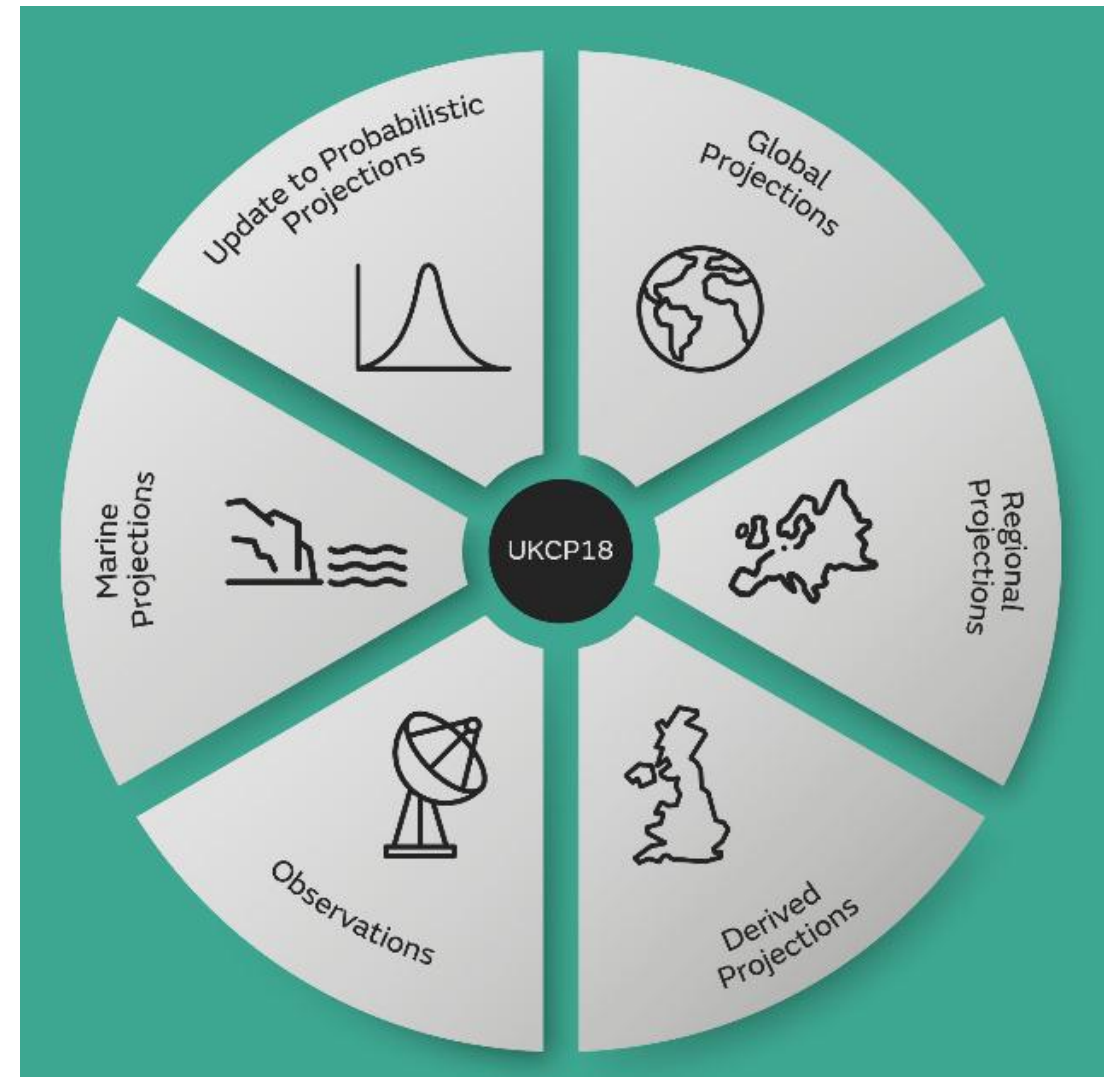 Update to Probabilistic
Projections
Global
Projections
Regional
Projections
Derived
Projections
Observations
Marine
Projections
UKCP18